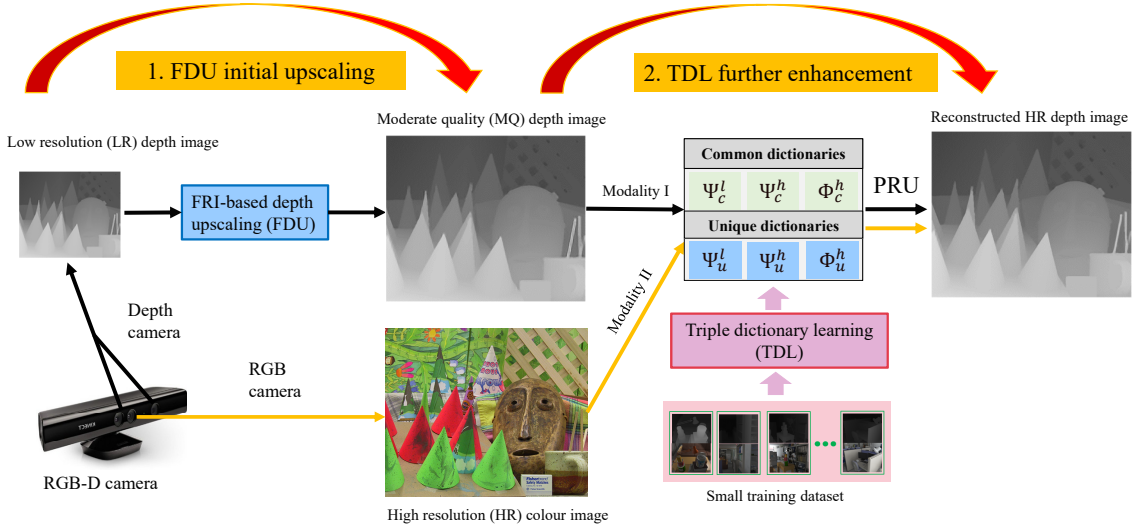 1. FDU initial upscaling
2. TDL further enhancement
Low resolution (LR) depth image
Moderate quality (MQ) depth image
Reconstructed HR depth image
FRI-based depth
upscaling (FDU)
Modality I
Common dictionaries
Ψ_c^l Ψ_c^h Φ_c^h
Unique dictionaries
Ψ_u^l Ψ_u^h Φ_u^h
PRU
Modality II
Depth
camera
RGB
camera
KINECT
RGB-D camera
High resolution (HR) colour image
Triple dictionary learning
(TDL)
Small training dataset